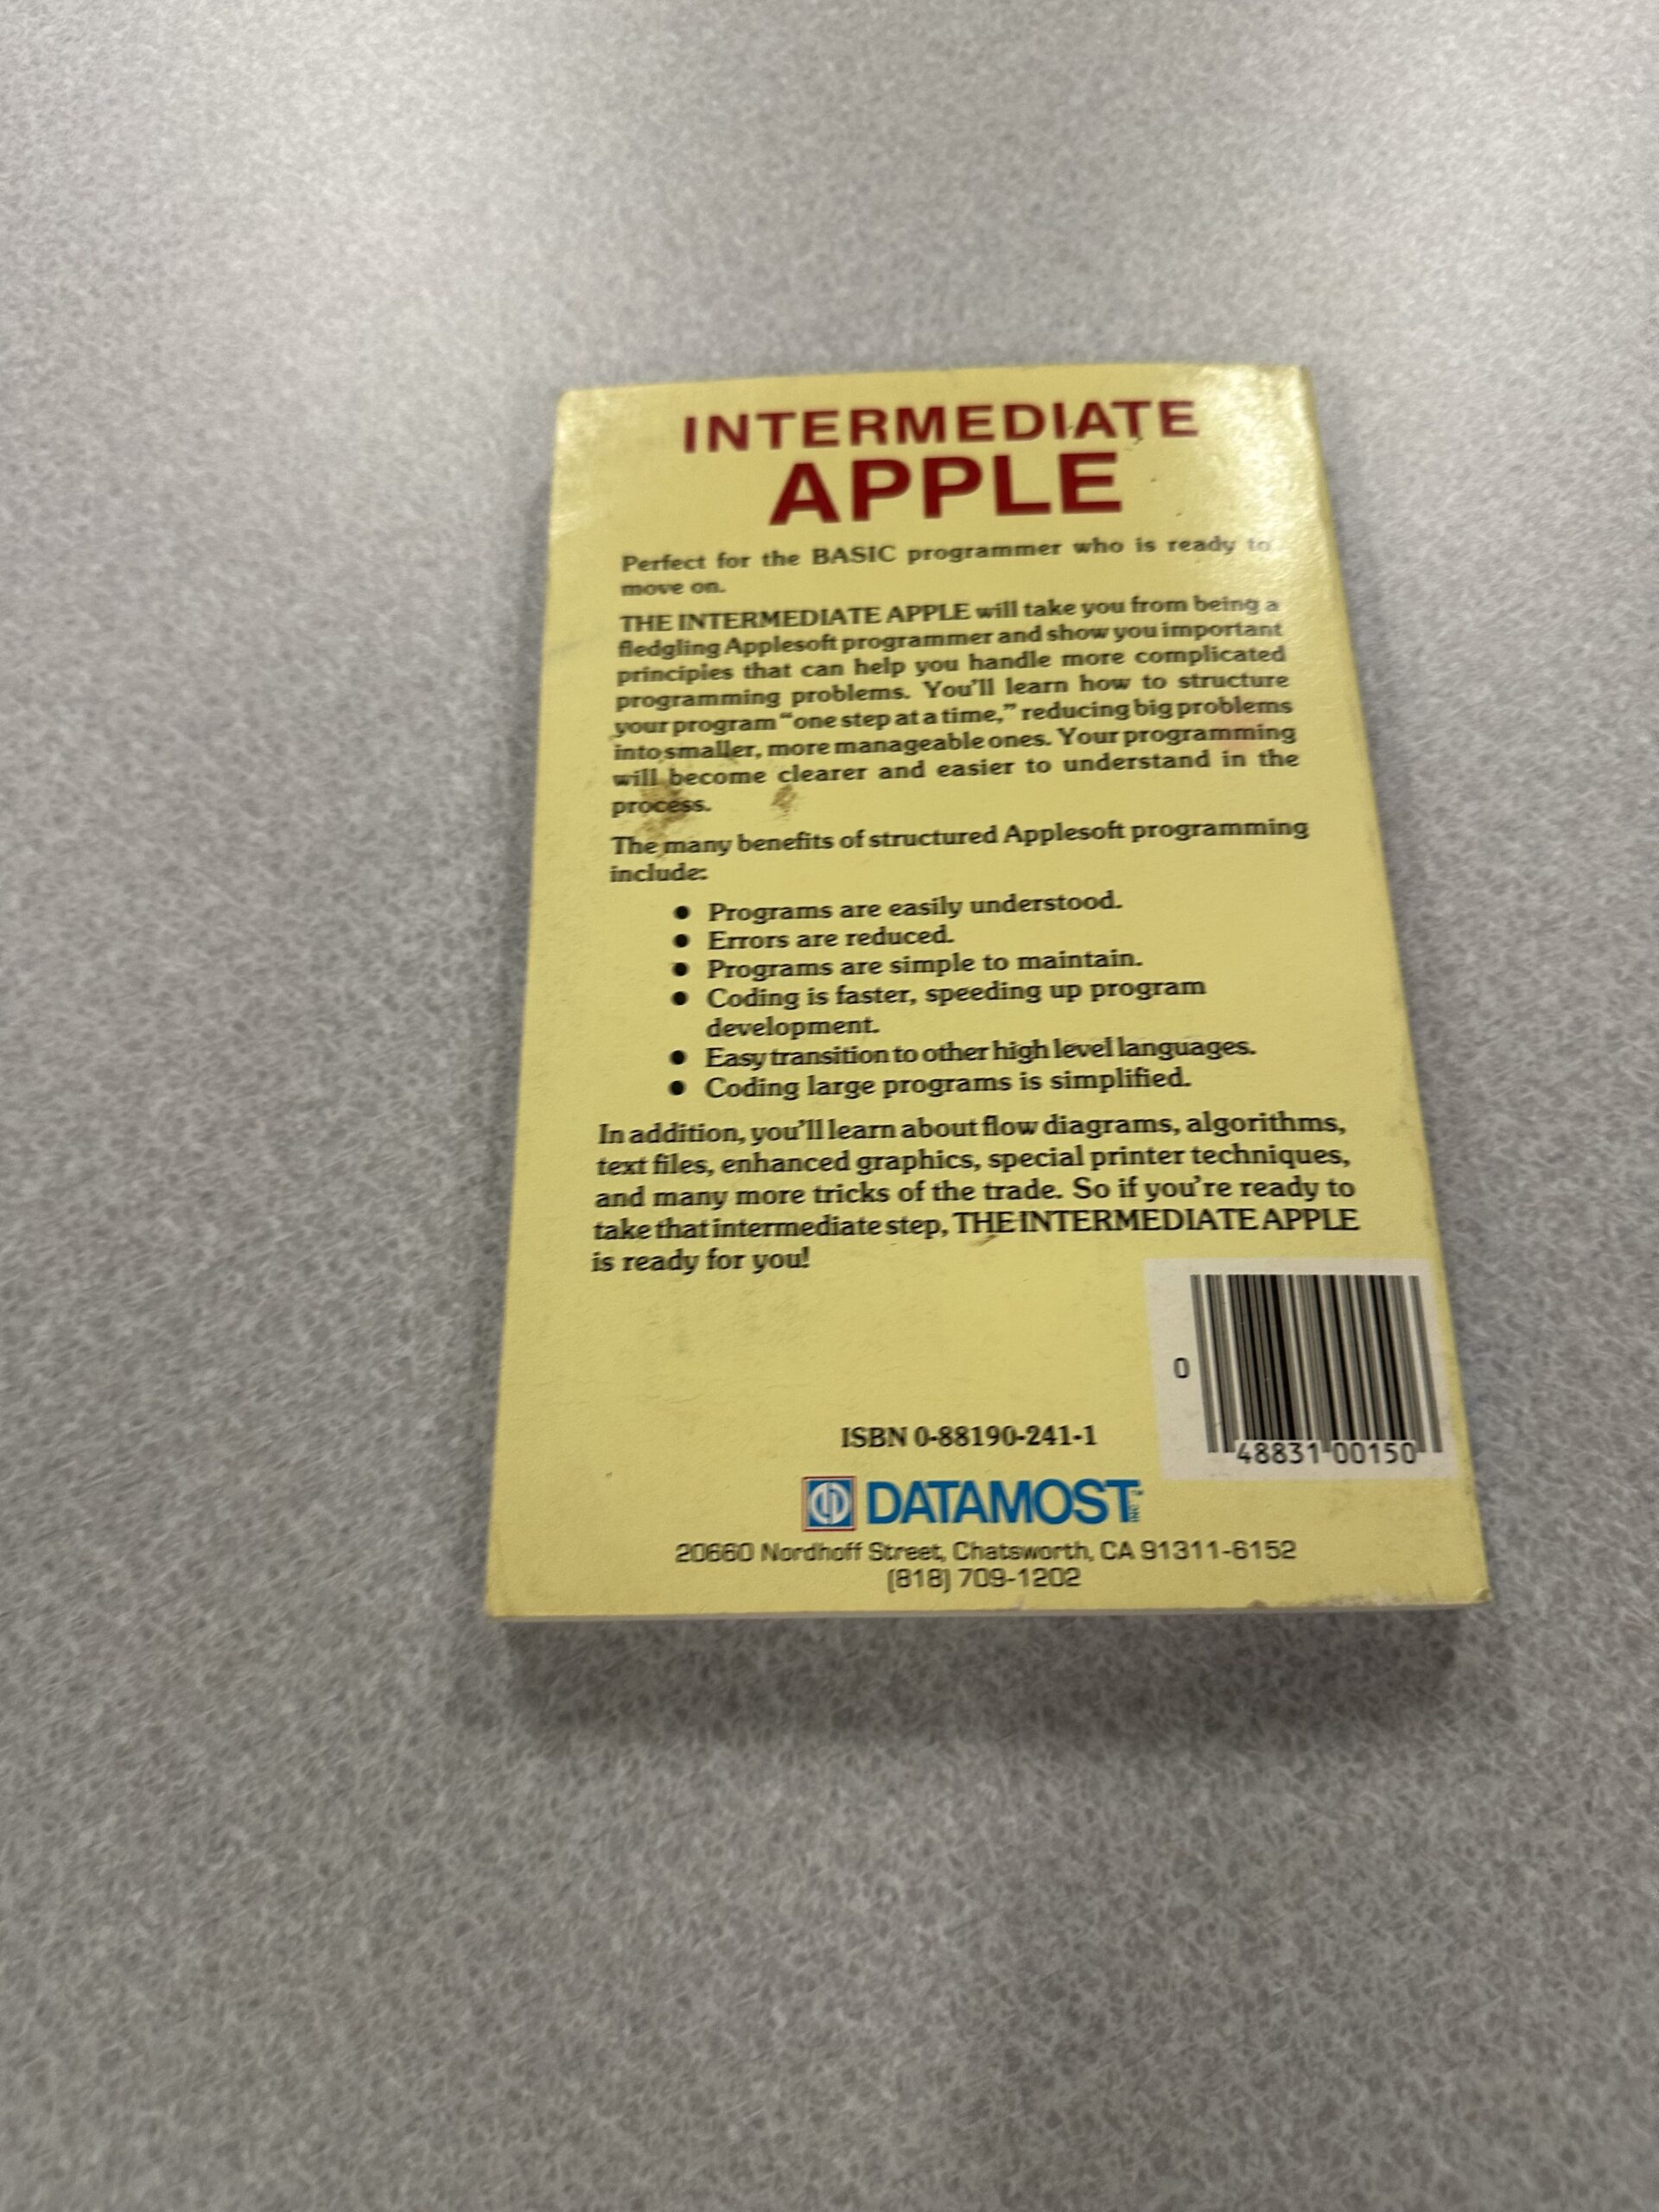 INTERMEDIATE
APPLE
Perfect for the BASIC programmer who is ready to
move on.
THE INTERMEDIATE APPLE will take you from being a
fledgling Applesoft programmer and show you important
principles that can help you handle more complicated
programming problems. You'll learn how to structure
your program "one step at a time," reducing big problems
into smaller, more manageable ones. Your programming
will become clearer and easier to understand in the
process.
The many benefits of structured Applesoft programming
include:
● Programs are easily understood.
● Errors are reduced.
● Programs are simple to maintain.
● Coding is faster, speeding up program
development.
● Easy transition to other high level languages.
● Coding large programs is simplified.
In addition, you'll learn about flow diagrams, algorithms,
text files, enhanced graphics, special printer techniques,
and many more tricks of the trade. So if you're ready to
take that intermediate step, THE INTERMEDIATE APPLE
is ready for you!
0
48831 00150
ISBN 0-88190-241-1
DATAMOST INC. ™
20660 Nordhoff Street, Chatsworth, CA 91311-6152
(818) 709-1202